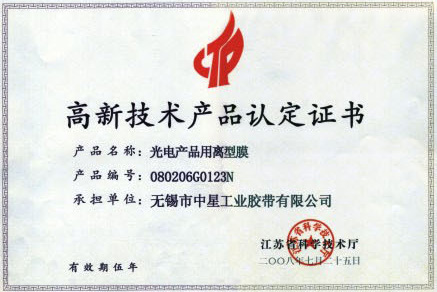 CTP
高新技术产品认定证书
产品名称：光电产品用离型膜
产品编号：080206G0123N
承担单位：无锡市中星工业胶带有限公司
江苏省科学技术厅
二〇〇八年七月二十五日
有效期伍年